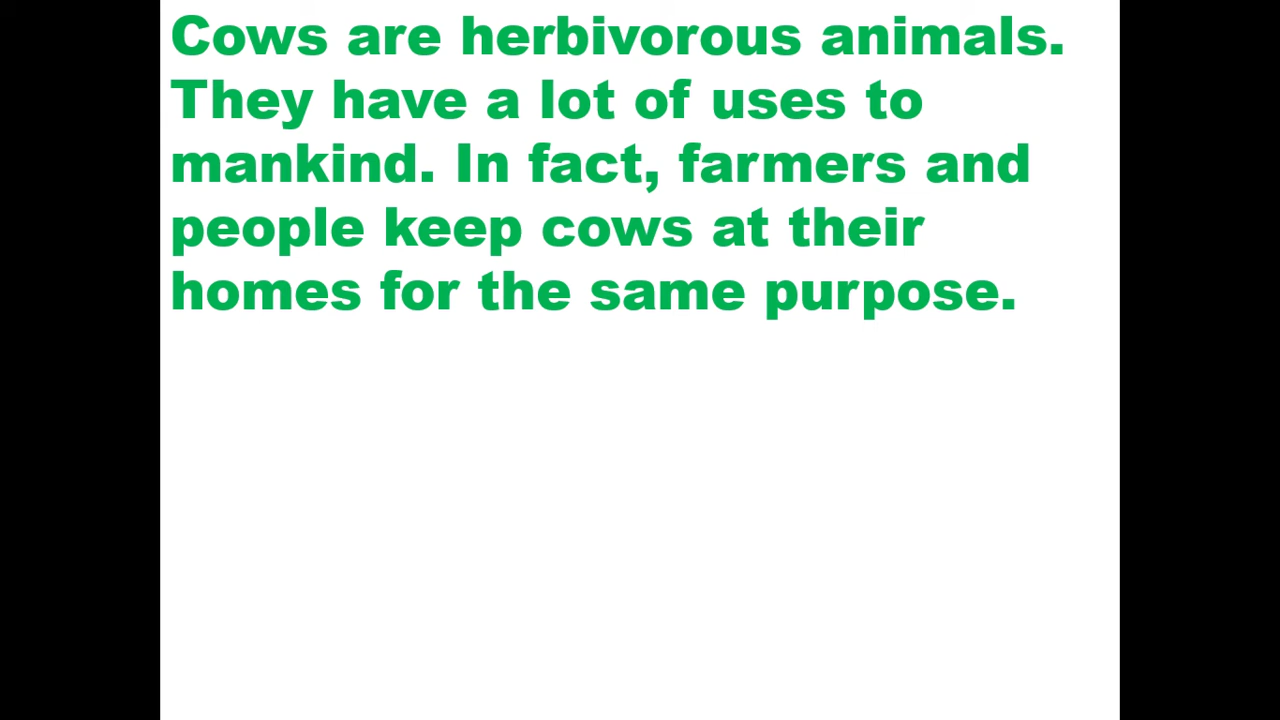 Cows are herbivorous animals.
They have a lot of uses to
mankind. In fact, farmers and
people keep cows at their
homes for the same purpose.